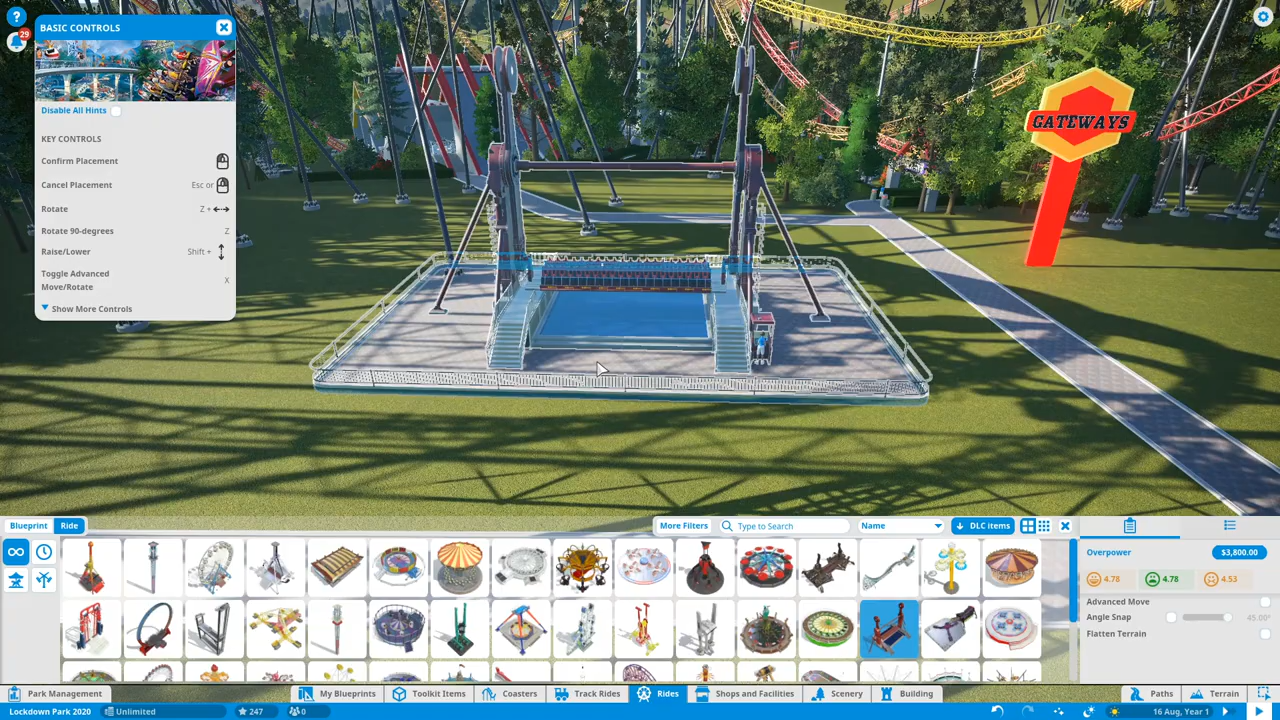 ?
29
BASIC CONTROLS
Disable All Hints
KEY CONTROLS
Confirm Placement
Cancel Placement Esc or
Rotate Z +
Rotate 90-degrees Z
Raise/Lower Shift +
Toggle Advanced
Move/Rotate X
Show More Controls
GATEWAYS
Blueprint Ride More Filters Type to Search Name DLC items
Overpower $3,800.00
4.78 4.78 4.53
Advanced Move
Angle Snap 45.00°
Flatten Terrain
Park Management My Blueprints Toolkit Items Coasters Track Rides Rides Shops and Facilities Scenery Building Paths Terrain
Lockdown Park 2020 Unlimited 247 0 16 Aug, Year 1